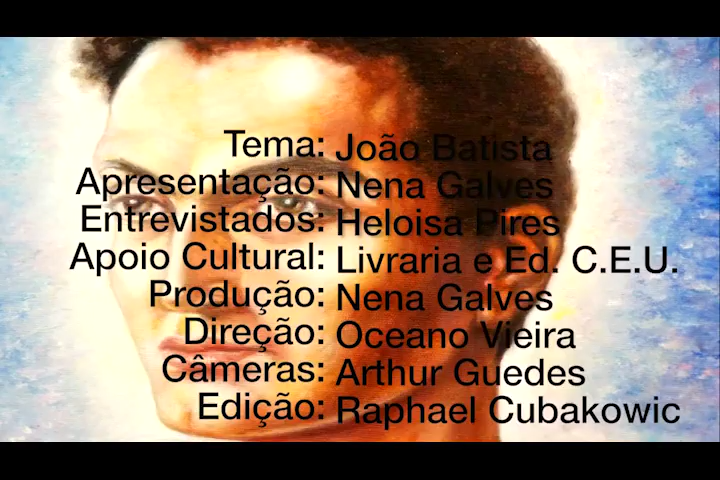 Tema: João Batista
Apresentação: Nena Galves
Entrevistados: Heloisa Pires
Apoio Cultural: Livraria e Ed. C.E.U.
Produção: Nena Galves
Direção: Oceano Vieira
Câmeras: Arthur Guedes
Edição: Raphael Cubakowic